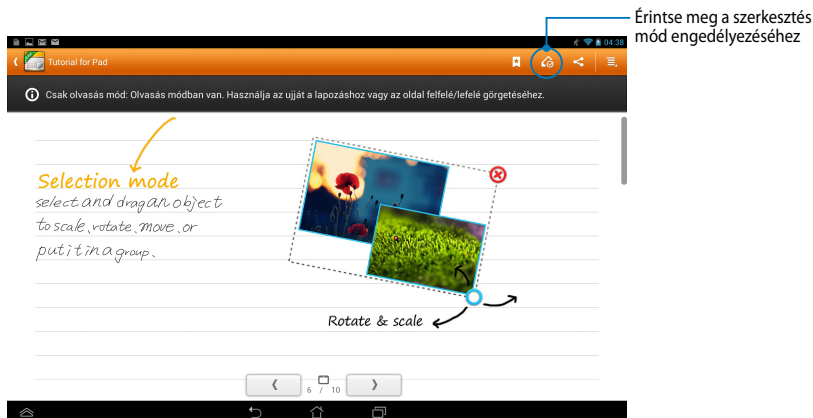 Érintse meg a szerkesztés
mód engedélyezéséhez
04:38
Tutorial for Pad
Csak olvasás mód: Olvasás módban van. Használja az ujját a lapozáshoz vagy az oldal felfelé/lefelé görgetéséhez.
Selection mode
select and drag an object
to scale, rotate, move, or
put it in a group.
Rotate & scale
6 / 10